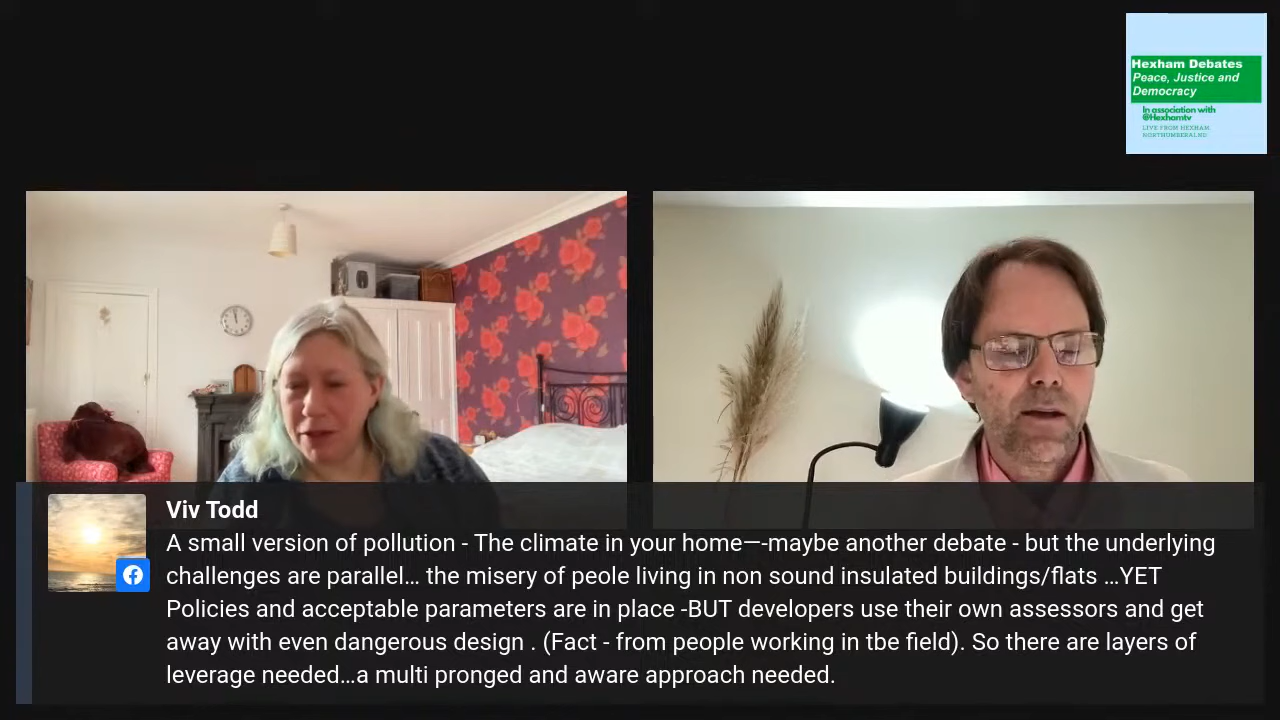 Hexham Debates
Peace, Justice and
Democracy
In association with
@Hexhamtv
LIVE FROM HEXHAM
NORTHUMBERLAND
Viv Todd
A small version of pollution - The climate in your home—-maybe another debate - but the underlying
challenges are parallel… the misery of peole living in non sound insulated buildings/flats …YET
Policies and acceptable parameters are in place -BUT developers use their own assessors and get
away with even dangerous design . (Fact - from people working in tbe field). So there are layers of
leverage needed…a multi pronged and aware approach needed.